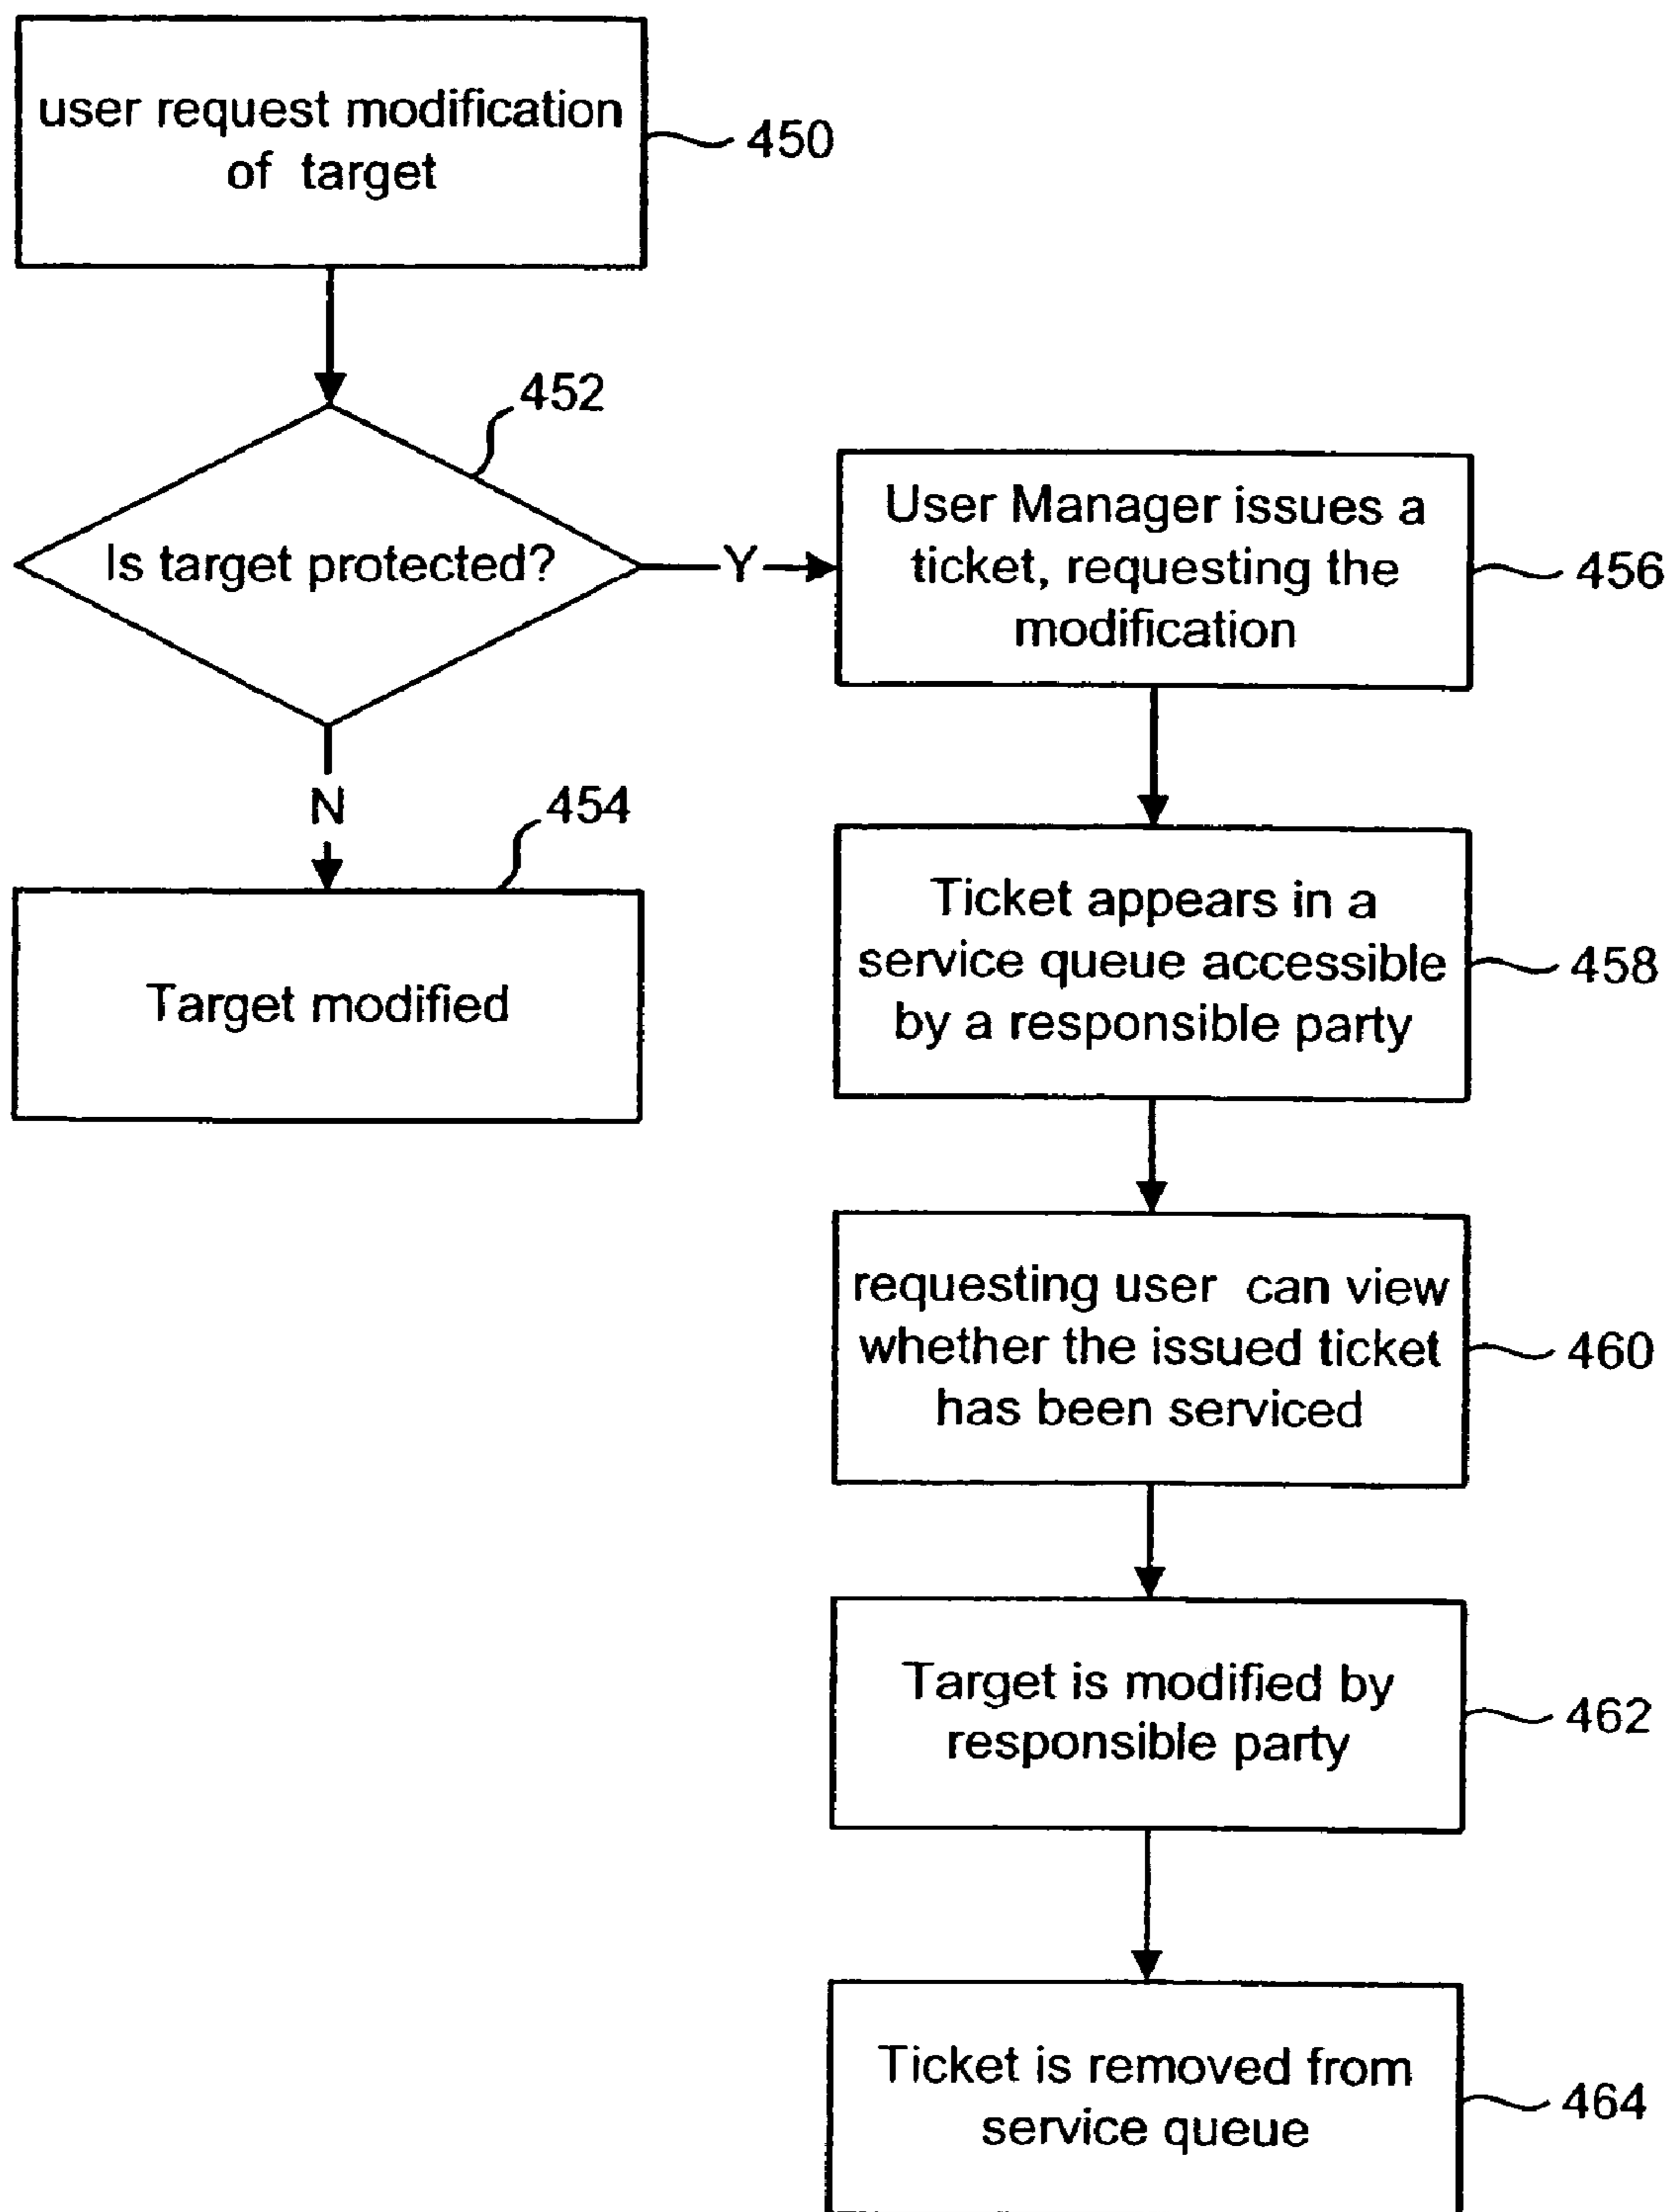 user request modification
of target
450
452
Is target protected?
Y
N
454
Target modified
User Manager issues a
ticket, requesting the
modification
456
Ticket appears in a
service queue accessible
by a responsible party
458
requesting user can view
whether the issued ticket
has been serviced
460
Target is modified by
responsible party
462
Ticket is removed from
service queue
464